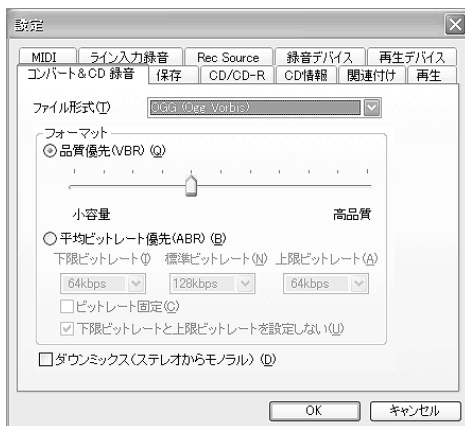 設定
MIDI ライン入力録音 Rec Source 録音デバイス 再生デバイス
コンバート&CD 録音 保存 CD/CD-R CD情報 関連付け 再生
ファイル形式(T) OGG (Ogg Vorbis)
フォーマット
品質優先(VBR) (Q)
小容量 高品質
平均ビットレート優先(ABR) (B)
下限ビットレート(I) 標準ビットレート(N) 上限ビットレート(A)
64kbps 128kbps 64kbps
ビットレート固定(C)
下限ビットレートと上限ビットレートを設定しない(U)
ダウンミックス(ステレオからモノラル) (D)
OK キャンセル